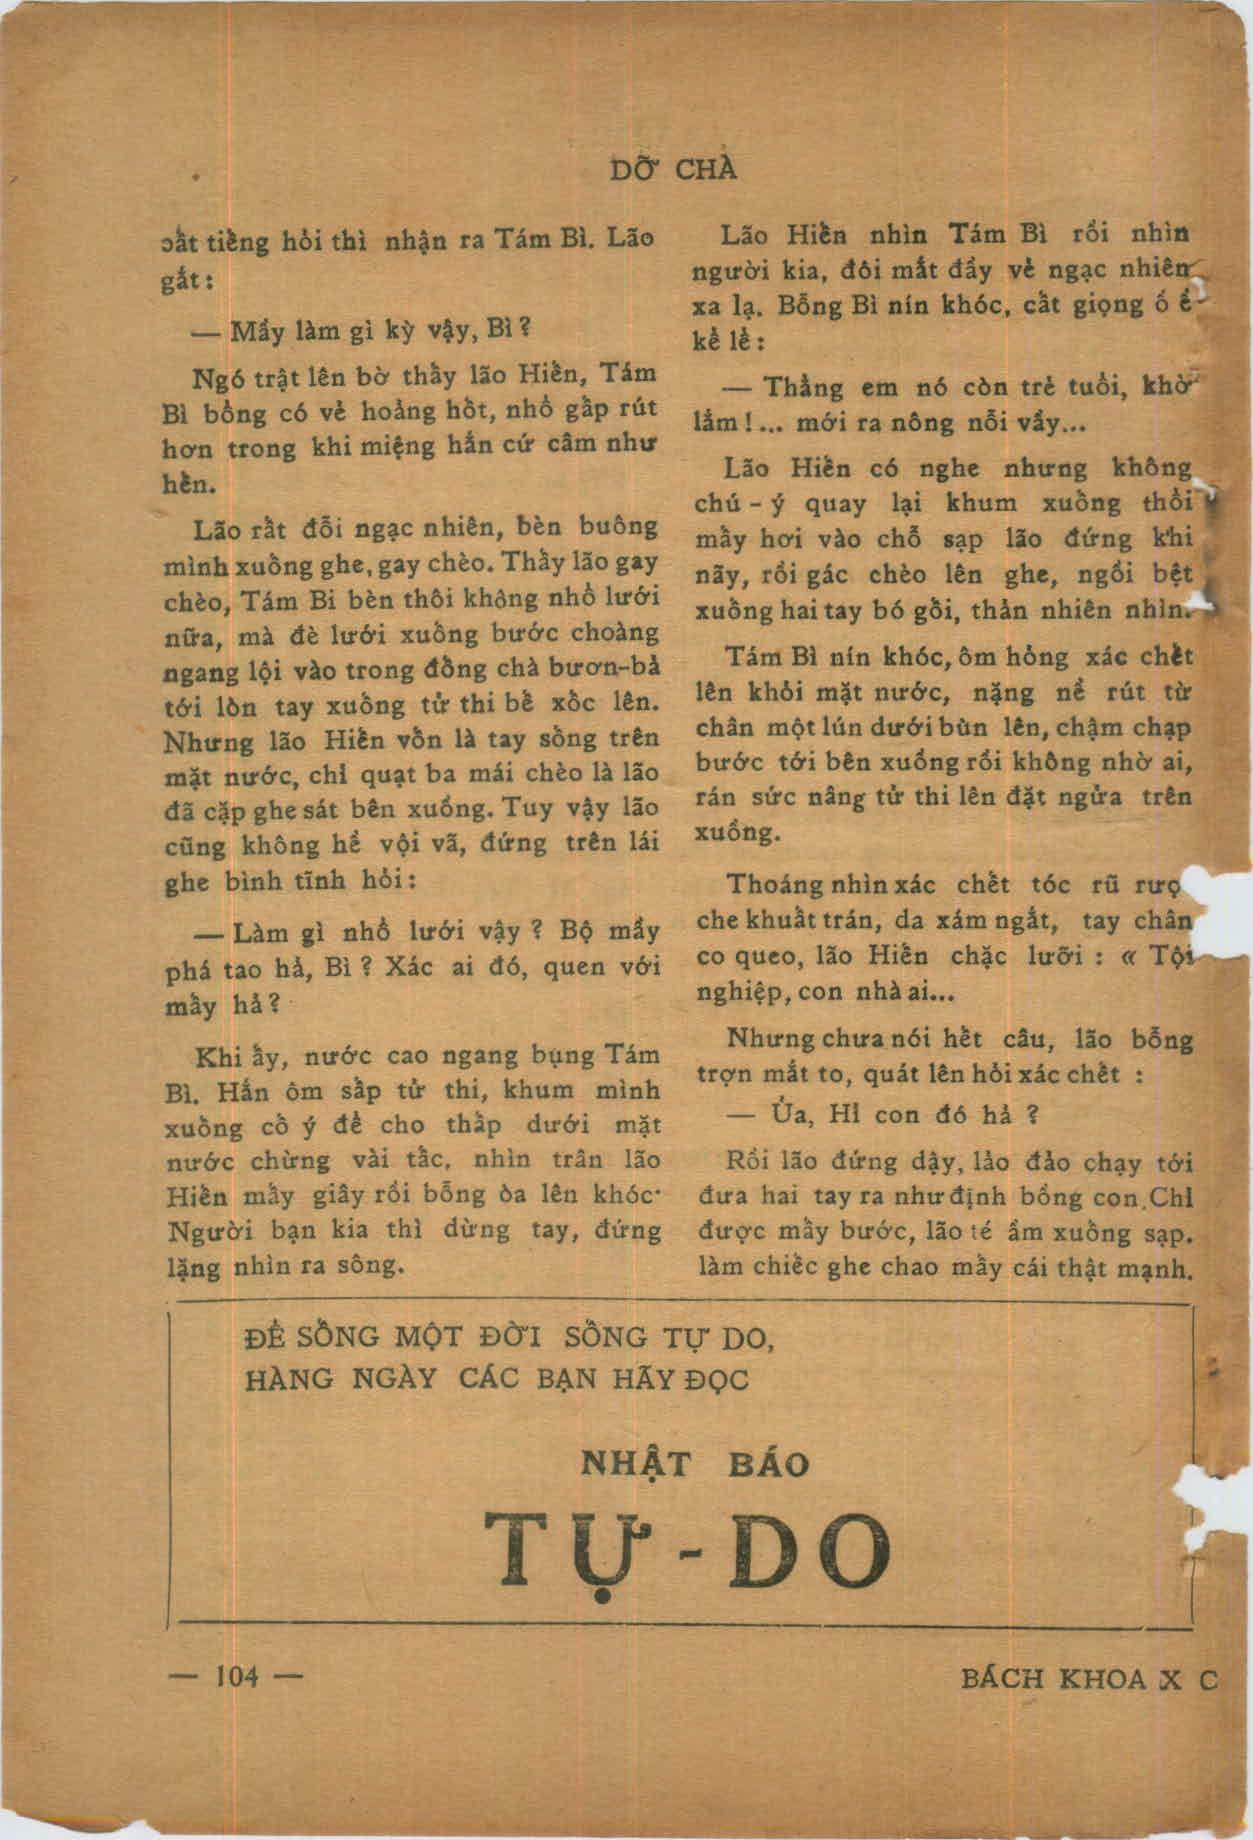 DỠ CHÀ
cất tiếng hỏi thì nhận ra Tám Bì. Lão
gắt :
— Mầy làm gì kỳ vậy, Bì ?
Ngó trật lên bờ thấy lão Hiến, Tám
Bì bỗng có vẻ hoảng hốt, nhổ gấp rút
hơn trong khi miệng hắn cứ câm như
hến.
Lão rất đỗi ngạc nhiên, bèn buông
mình xuống ghe, gay chèo. Thấy lão gay
chèo, Tám Bi bèn thôi không nhổ lưới
nữa, mà đè lưới xuống bước choàng
ngang lội vào trong đồng chà bươn-bả
tới lòn tay xuống tử thi bế xốc lên.
Nhưng lão Hiến vốn là tay sống trên
mặt nước, chỉ quạt ba mái chèo là lão
đã cặp ghe sát bên xuồng. Tuy vậy lão
cũng không hề vội vã, đứng trên lái
ghe bình tĩnh hỏi :
— Làm gì nhổ lưới vậy ? Bộ mầy
phá tao hả, Bì ? Xác ai đó, quen với
mầy hả ?
Khi ấy, nước cao ngang bụng Tám
Bì. Hắn ôm sấp tử thi, khum mình
xuống cố ý để cho thấp dưới mặt
nước chừng vài tấc, nhìn trân lão
Hiến mấy giây rồi bỗng òa lên khóc.
Người bạn kia thì dừng tay, đứng
lặng nhìn ra sông.
Lão Hiến nhìn Tám Bì rồi nhìn
người kia, đôi mắt đầy vẻ ngạc nhiên
xa lạ. Bỗng Bì nín khóc, cất giọng ồ ề
kể lể :
— Thằng em nó còn trẻ tuổi, khờ
lắm !... mới ra nông nỗi vầy...
Lão Hiến có nghe nhưng không
chú - ý quay lại khum xuống thổi
mấy hơi vào chỗ sạp lão đứng khi
nãy, rồi gác chèo lên ghe, ngồi bệt
xuống hai tay bó gối, thản nhiên nhìn.
Tám Bì nín khóc, ôm hỏng xác chết
lên khỏi mặt nước, nặng nề rút từ
chân một lún dưới bùn lên, chậm chạp
bước tới bên xuồng rồi không nhờ ai,
rán sức nâng tử thi lên đặt ngửa trên
xuồng.
Thoáng nhìn xác chết tóc rũ rượ
che khuất trán, da xám ngắt, tay chân
co queo, lão Hiến chặc lưỡi : « Tội
nghiệp, con nhà ai...
Nhưng chưa nói hết câu, lão bỗng
trợn mắt to, quát lên hỏi xác chết :
— Ủa, Hỉ con đó hả ?
Rồi lão đứng dậy, lảo đảo chạy tới
đưa hai tay ra như định bồng con. Chỉ
được mấy bước, lão té ầm xuống sạp.
làm chiếc ghe chao mấy cái thật mạnh.
ĐỂ SỐNG MỘT ĐỜI SỐNG TỰ DO,
HÀNG NGÀY CÁC BẠN HÃY ĐỌC
NHẬT BÁO
TỰ - DO
— 104 —
BÁCH KHOA X C